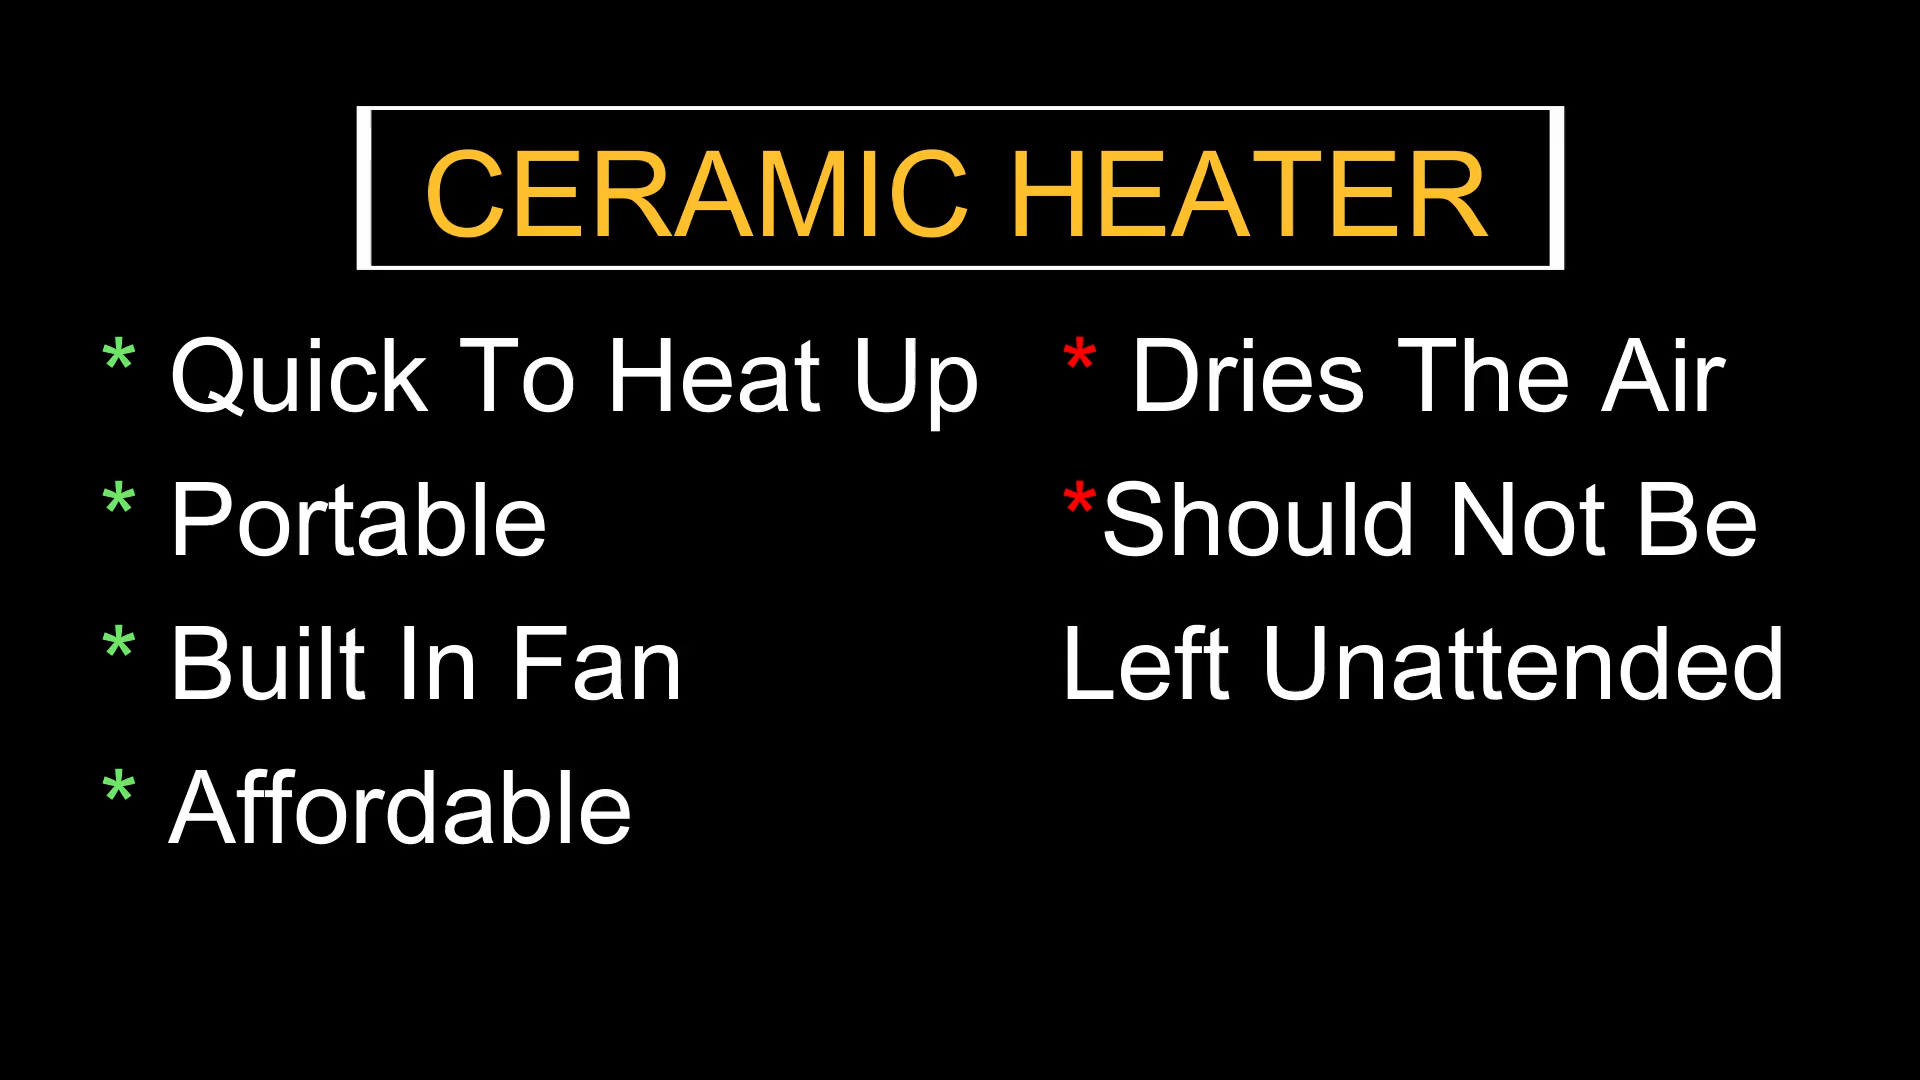 CERAMIC HEATER
* Quick To Heat Up
* Portable
* Built In Fan
* Affordable
* Dries The Air
*Should Not Be
Left Unattended